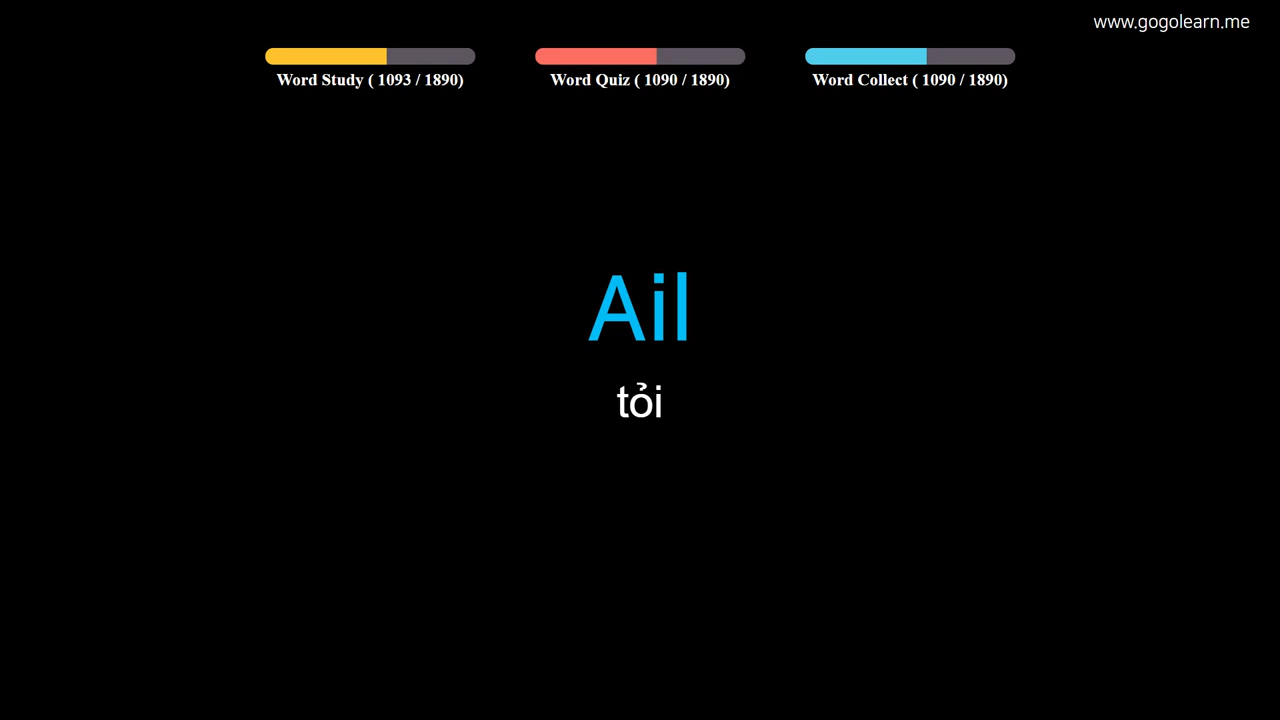 www.gogolearn.me
Word Study ( 1093 / 1890)
Word Quiz ( 1090 / 1890)
Word Collect ( 1090 / 1890)
Ail
tỏi